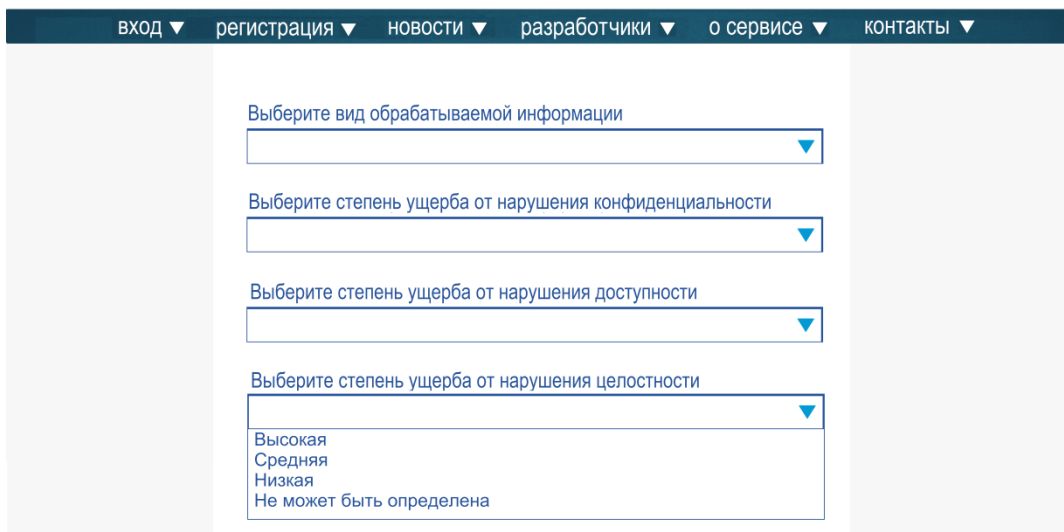 вход ▼ регистрация ▼ новости ▼ разработчики ▼ о сервисе ▼ контакты ▼
Выберите вид обрабатываемой информации
Выберите степень ущерба от нарушения конфиденциальности
Выберите степень ущерба от нарушения доступности
Выберите степень ущерба от нарушения целостности
Высокая
Средняя
Низкая
Не может быть определена